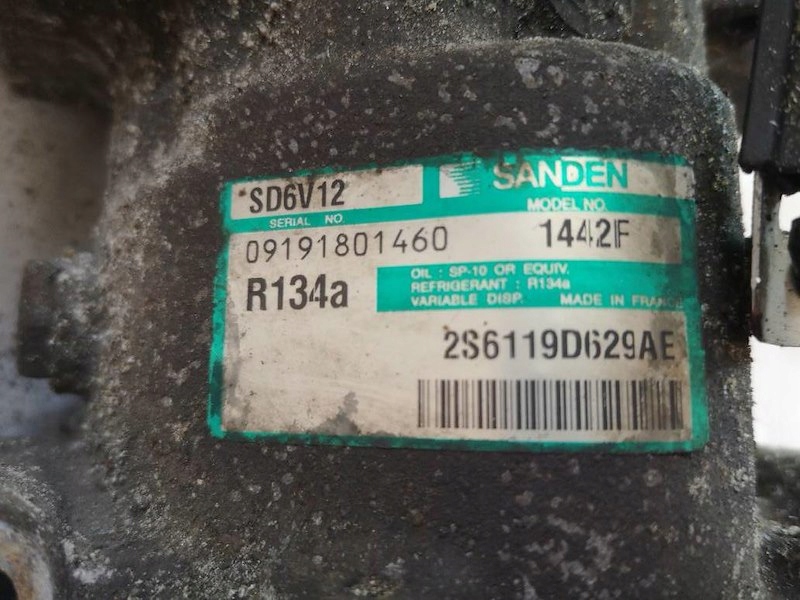 SD6V12
SANDEN
SERIAL NO.
MODEL NO.
09191801460
1442F
R134a
OIL : SP-10 OR EQUIV.
REFRIGERANT : R134a
VARIABLE DISP. MADE IN FRANCE
2S6119D629AE